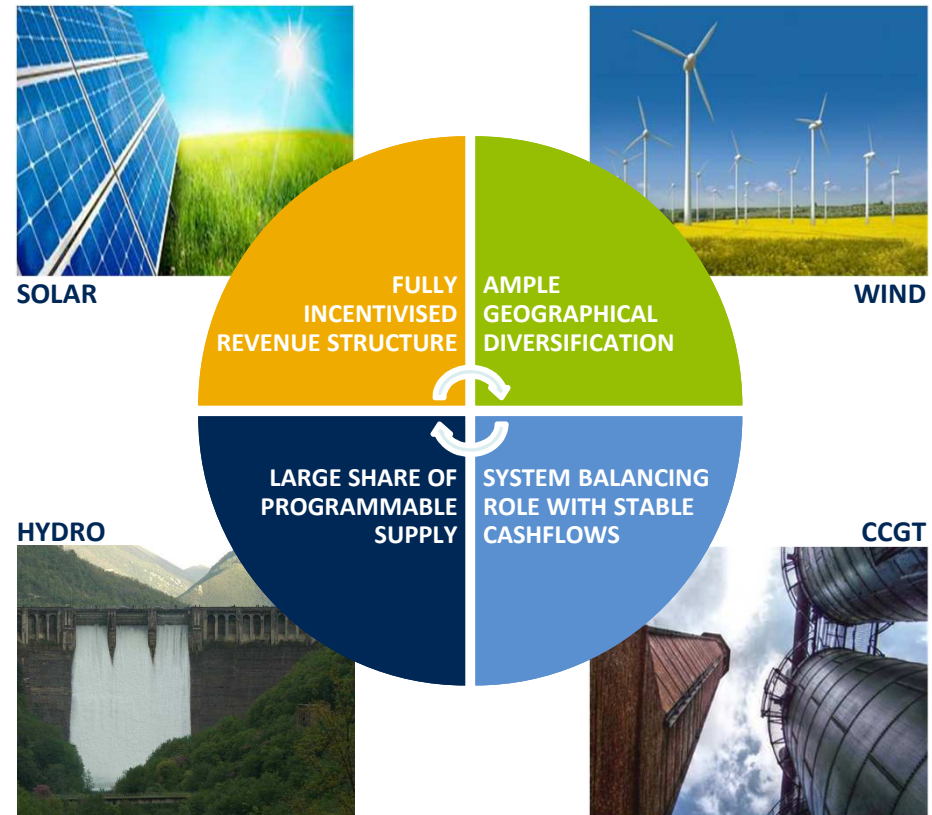 SOLAR
FULLY
INCENTIVISED
REVENUE STRUCTURE
AMPLE
GEOGRAPHICAL
DIVERSIFICATION
WIND
HYDRO
LARGE SHARE OF
PROGRAMMABLE
SUPPLY
SYSTEM BALANCING
ROLE WITH STABLE
CASHFLOWS
CCGT